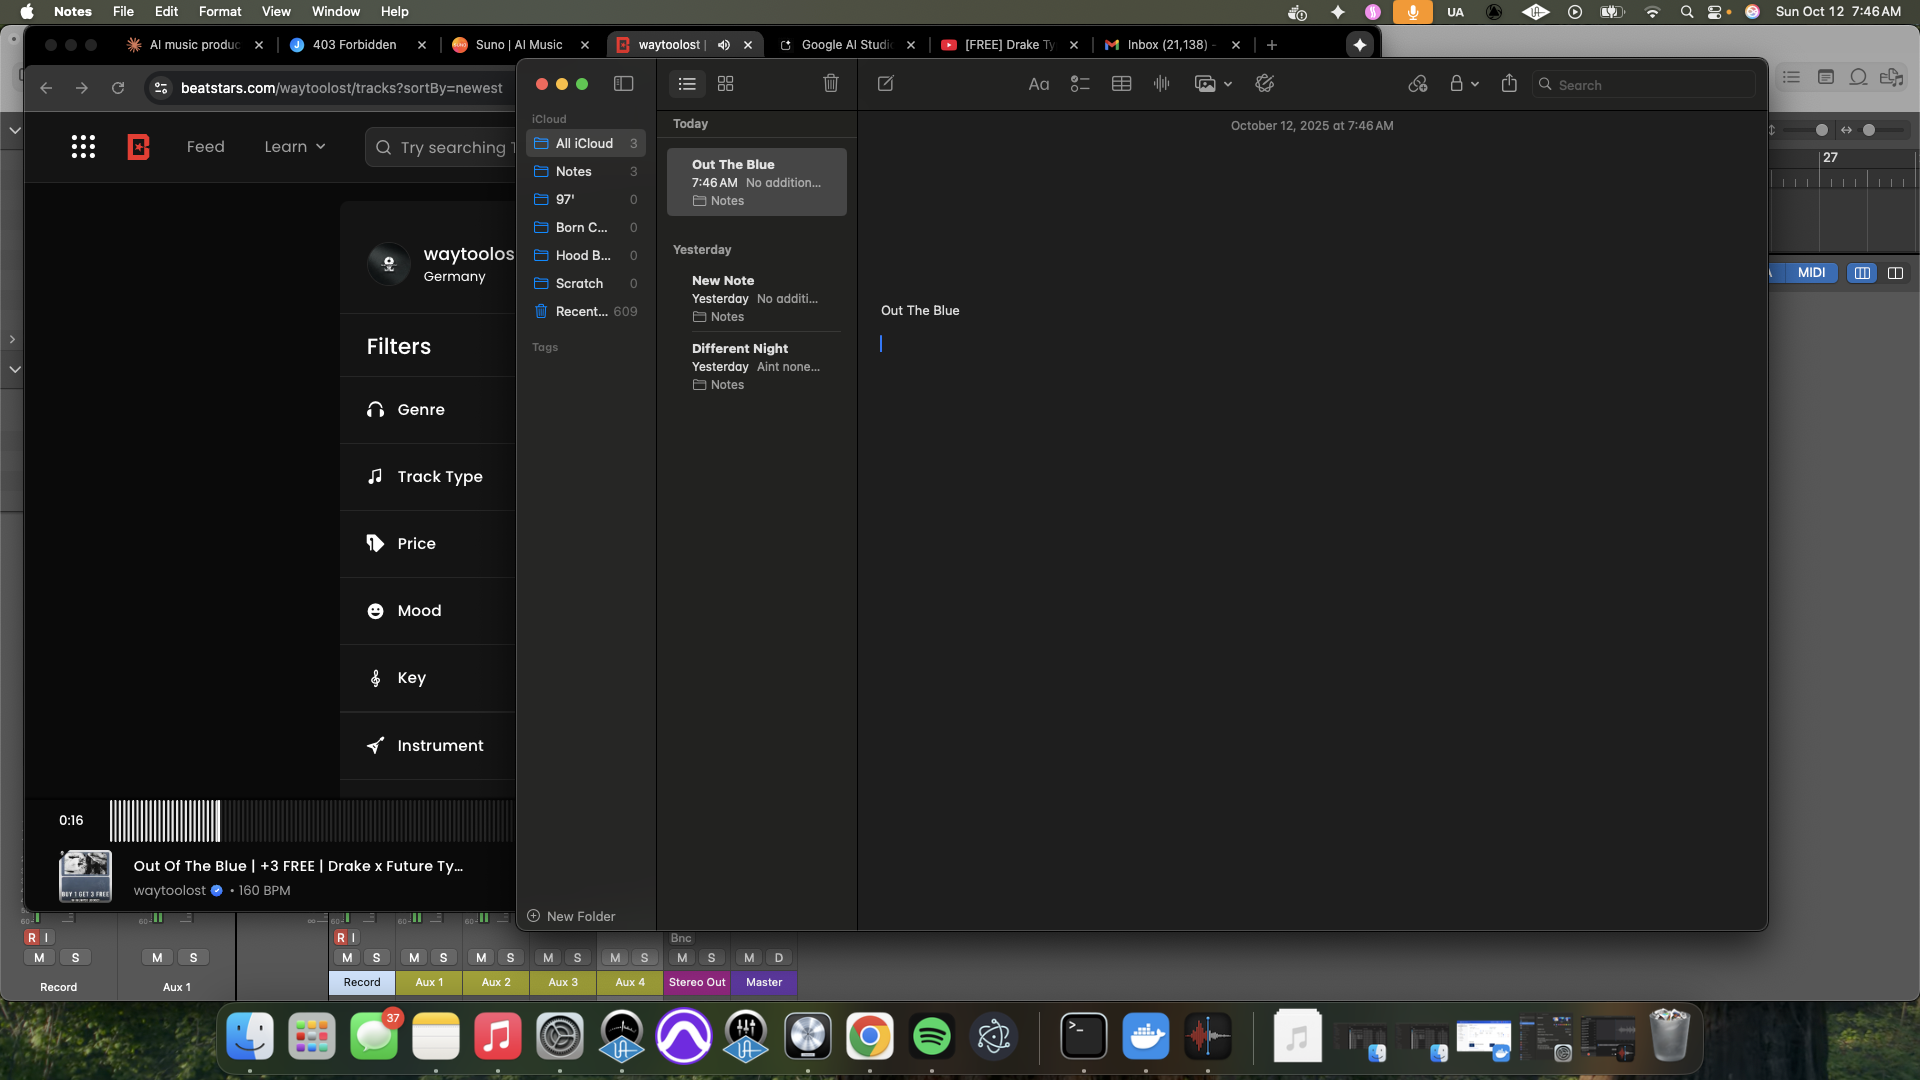 Notes File Edit Format View Window Help
UA
Sun Oct 12 7:46 AM
AI music produc
403 Forbidden
Suno | AI Music
waytoolost |
Google AI Studi
[FREE] Drake Ty
Inbox (21,138) -
beatstars.com/waytoolost/tracks?sortBy=newest
Feed
Learn
Try searching T
waytoolos
Germany
Filters
Genre
Track Type
Price
Mood
Key
Instrument
0:16
Out Of The Blue | +3 FREE | Drake x Future Ty...
waytoolost • 160 BPM
BUY 1 GET 3 FREE
iCloud
All iCloud 3
Notes 3
97' 0
Born C... 0
Hood B... 0
Scratch 0
Recent... 609
Tags
New Folder
Today
Out The Blue
7:46 AM No addition...
Notes
Yesterday
New Note
Yesterday No additi...
Notes
Different Night
Yesterday Aint none...
Notes
Aa
Search
October 12, 2025 at 7:46 AM
Out The Blue
27
MIDI
R I
R I
Bnc
M S
M S
M S
M S
M S
M S
M S
M S
M D
Record
Aux 1
Record
Aux 1
Aux 2
Aux 3
Aux 4
Stereo Out
Master
37